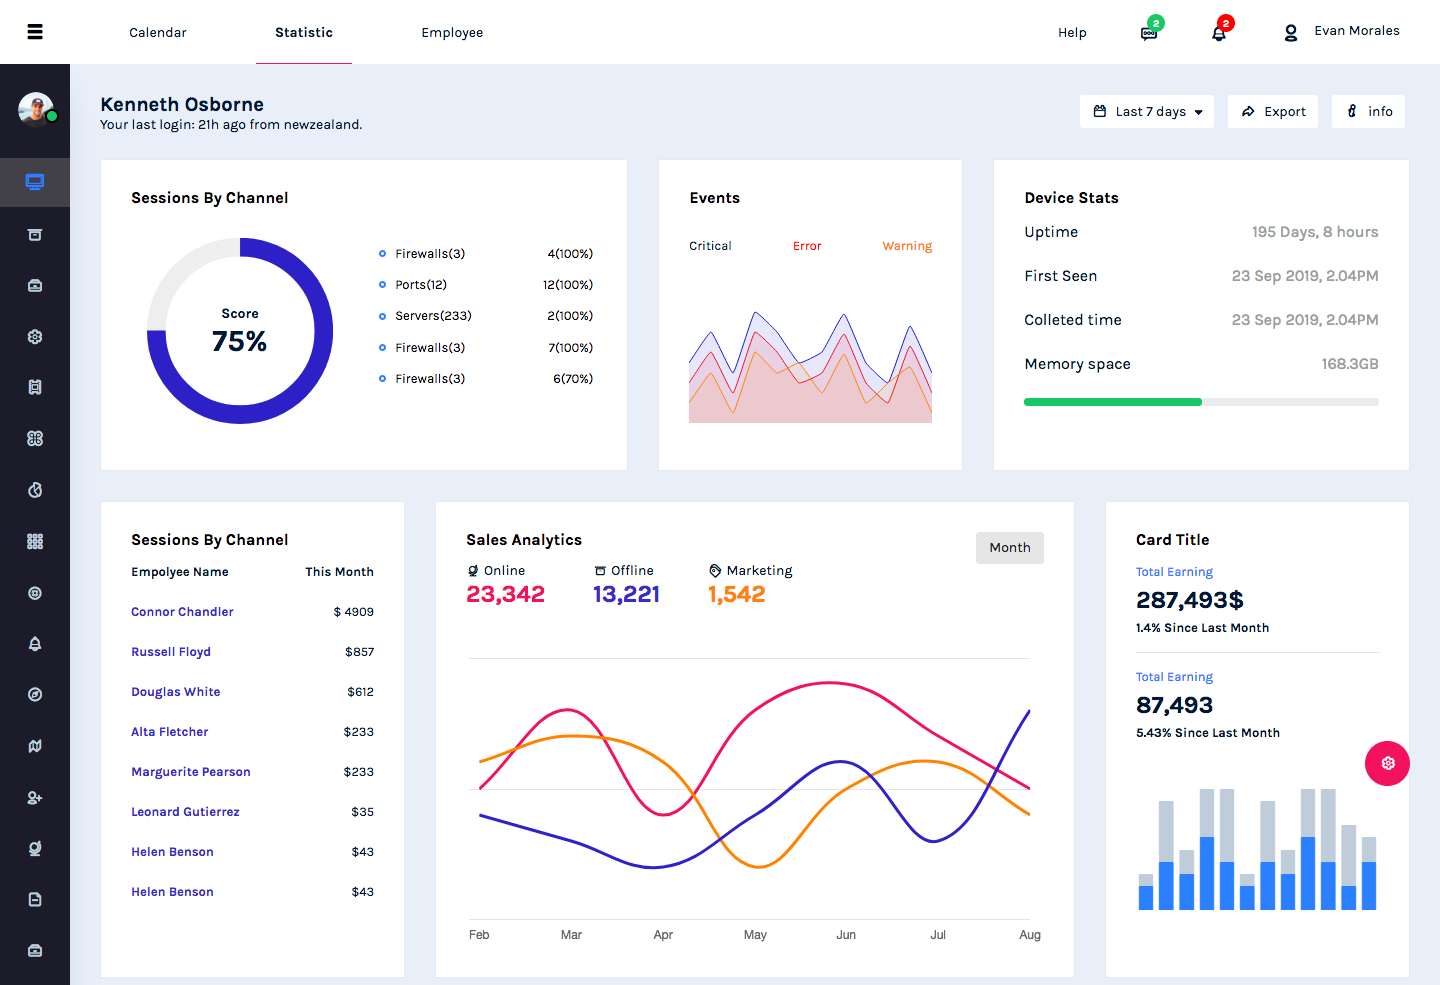 Calendar
Statistic
Employee
Help
2
2
Evan Morales
Kenneth Osborne
Your last login: 21h ago from newzealand.
Last 7 days
Export
info
Sessions By Channel
Score
75%
Firewalls(3) 4(100%)
Ports(12) 12(100%)
Servers(233) 2(100%)
Firewalls(3) 7(100%)
Firewalls(3) 6(70%)
Events
Critical Error Warning
Device Stats
Uptime 195 Days, 8 hours
First Seen 23 Sep 2019, 2.04PM
Colleted time 23 Sep 2019, 2.04PM
Memory space 168.3GB
Sessions By Channel
Empolyee Name This Month
Connor Chandler $ 4909
Russell Floyd $857
Douglas White $612
Alta Fletcher $233
Marguerite Pearson $233
Leonard Gutierrez $35
Helen Benson $43
Helen Benson $43
Sales Analytics
Month
Online Offline Marketing
23,342 13,221 1,542
Feb Mar Apr May Jun Jul Aug
Card Title
Total Earning
287,493$
1.4% Since Last Month
Total Earning
87,493
5.43% Since Last Month